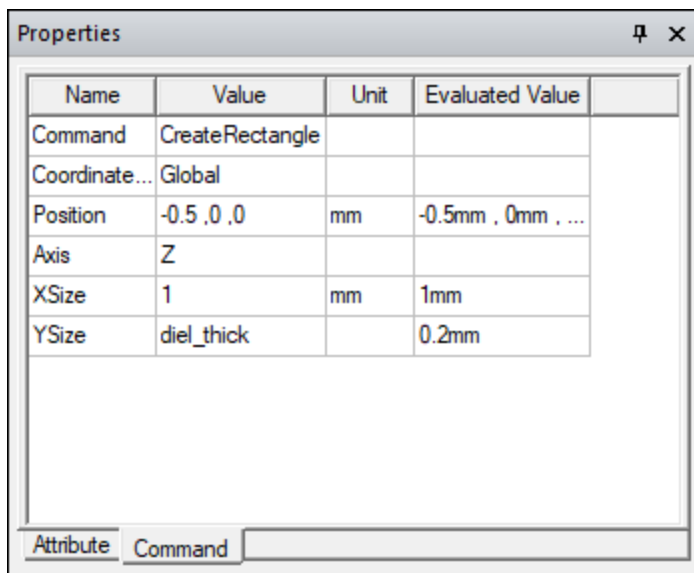 Properties
Name Value Unit Evaluated Value
Command CreateRectangle
Coordinate... Global
Position -0.5 ,0 ,0 mm -0.5mm , 0mm , ...
Axis Z
XSize 1 mm 1mm
YSize diel_thick 0.2mm
Attribute Command